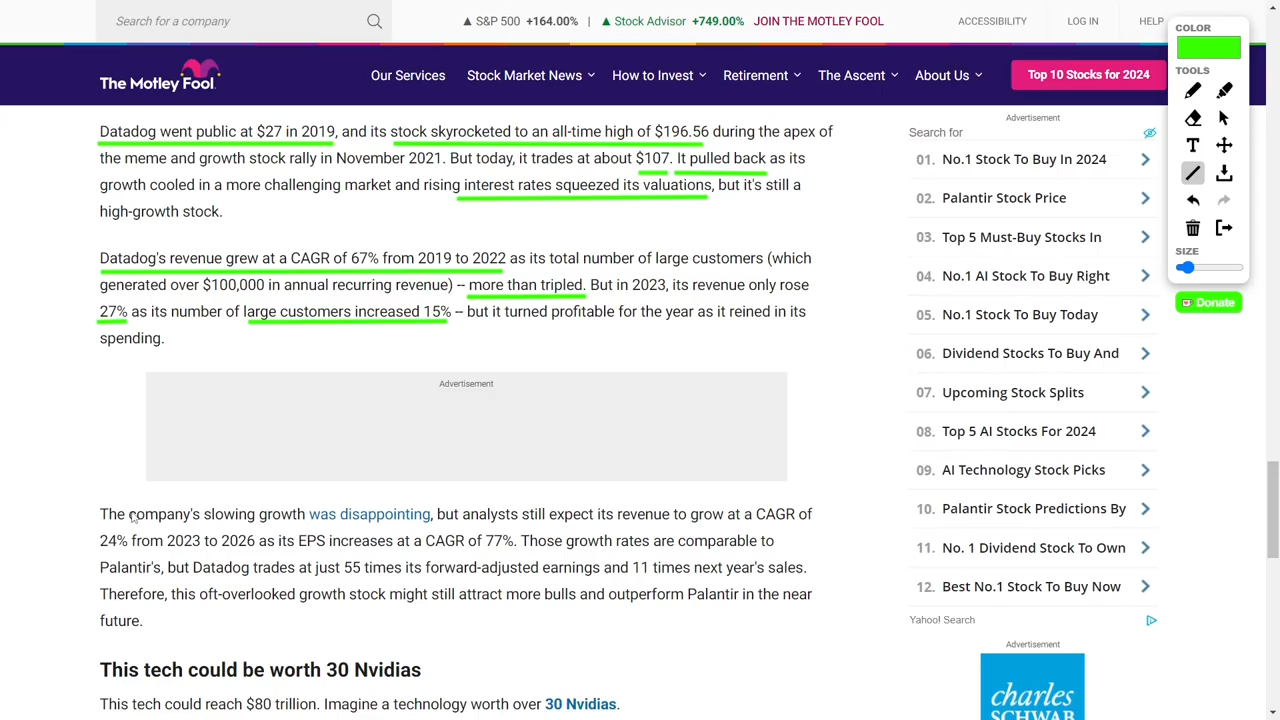 Search for a company
▲ S&P 500 +164.00% | ▲ Stock Advisor +749.00% JOIN THE MOTLEY FOOL
ACCESSIBILITY LOG IN HELP
The Motley Fool
Our Services Stock Market News How to Invest Retirement The Ascent About Us Top 10 Stocks for 2024
Datadog went public at $27 in 2019, and its stock skyrocketed to an all-time high of $196.56 during the apex of
the meme and growth stock rally in November 2021. But today, it trades at about $107. It pulled back as its
growth cooled in a more challenging market and rising interest rates squeezed its valuations, but it's still a
high-growth stock.
Datadog's revenue grew at a CAGR of 67% from 2019 to 2022 as its total number of large customers (which
generated over $100,000 in annual recurring revenue) -- more than tripled. But in 2023, its revenue only rose
27% as its number of large customers increased 15% -- but it turned profitable for the year as it reined in its
spending.
Advertisement
The company's slowing growth was disappointing, but analysts still expect its revenue to grow at a CAGR of
24% from 2023 to 2026 as its EPS increases at a CAGR of 77%. Those growth rates are comparable to
Palantir's, but Datadog trades at just 55 times its forward-adjusted earnings and 11 times next year's sales.
Therefore, this oft-overlooked growth stock might still attract more bulls and outperform Palantir in the near
future.
This tech could be worth 30 Nvidias
This tech could reach $80 trillion. Imagine a technology worth over 30 Nvidias.
Advertisement
Search for
01. No.1 Stock To Buy In 2024
02. Palantir Stock Price
03. Top 5 Must-Buy Stocks In
04. No.1 AI Stock To Buy Right
05. No.1 Stock To Buy Today
06. Dividend Stocks To Buy And
07. Upcoming Stock Splits
08. Top 5 AI Stocks For 2024
09. AI Technology Stock Picks
10. Palantir Stock Predictions By
11. No. 1 Dividend Stock To Own
12. Best No.1 Stock To Buy Now
Yahoo! Search
Advertisement
charles
SCHWAB
COLOR
TOOLS
T
SIZE
Donate